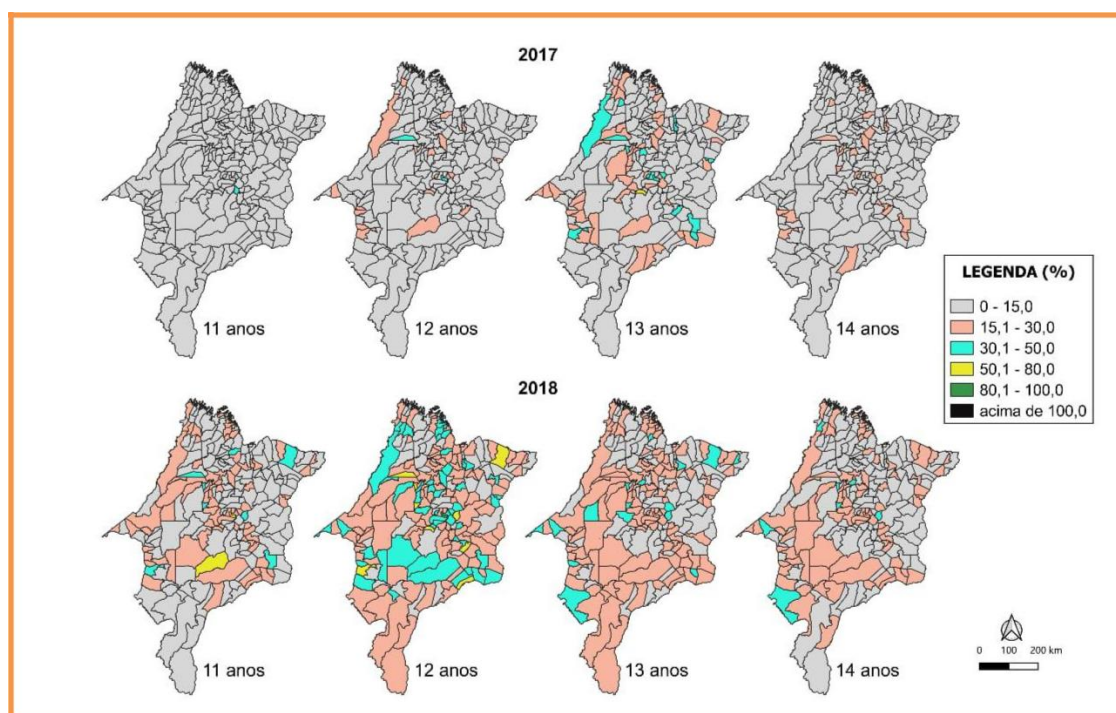 2017
11 anos
12 anos
13 anos
14 anos
LEGENDA (%)
0 - 15,0
15,1 - 30,0
30,1 - 50,0
50,1 - 80,0
80,1 - 100,0
acima de 100,0
2018
11 anos
12 anos
13 anos
14 anos
0 100 200 km